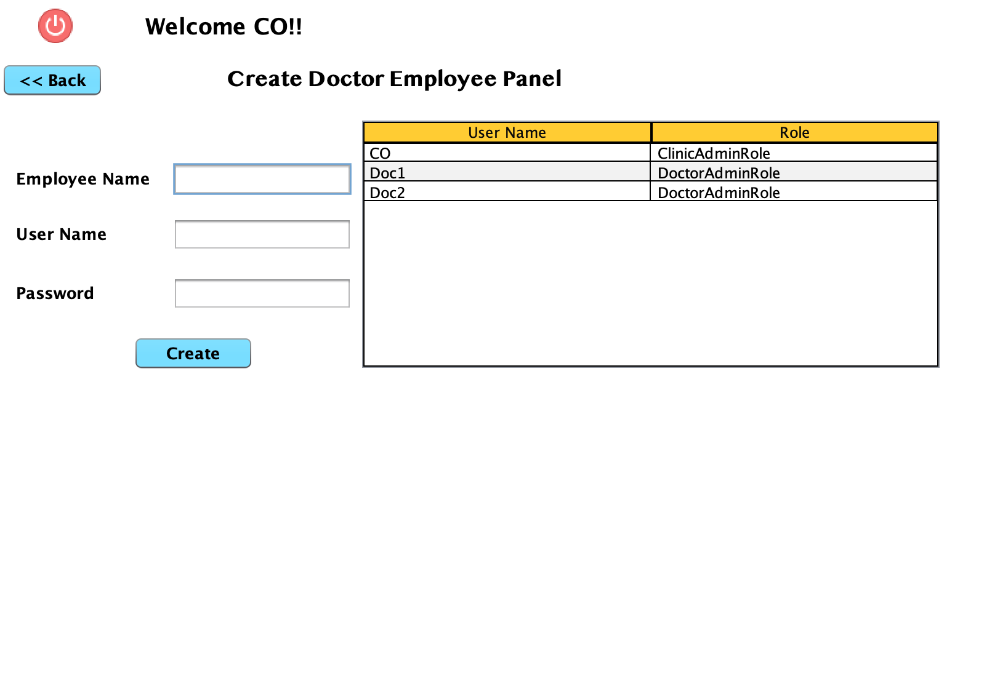 Welcome CO!!
<< Back
Create Doctor Employee Panel
User Name Role
CO ClinicAdminRole
Doc1 DoctorAdminRole
Doc2 DoctorAdminRole
Employee Name
User Name
Password
Create